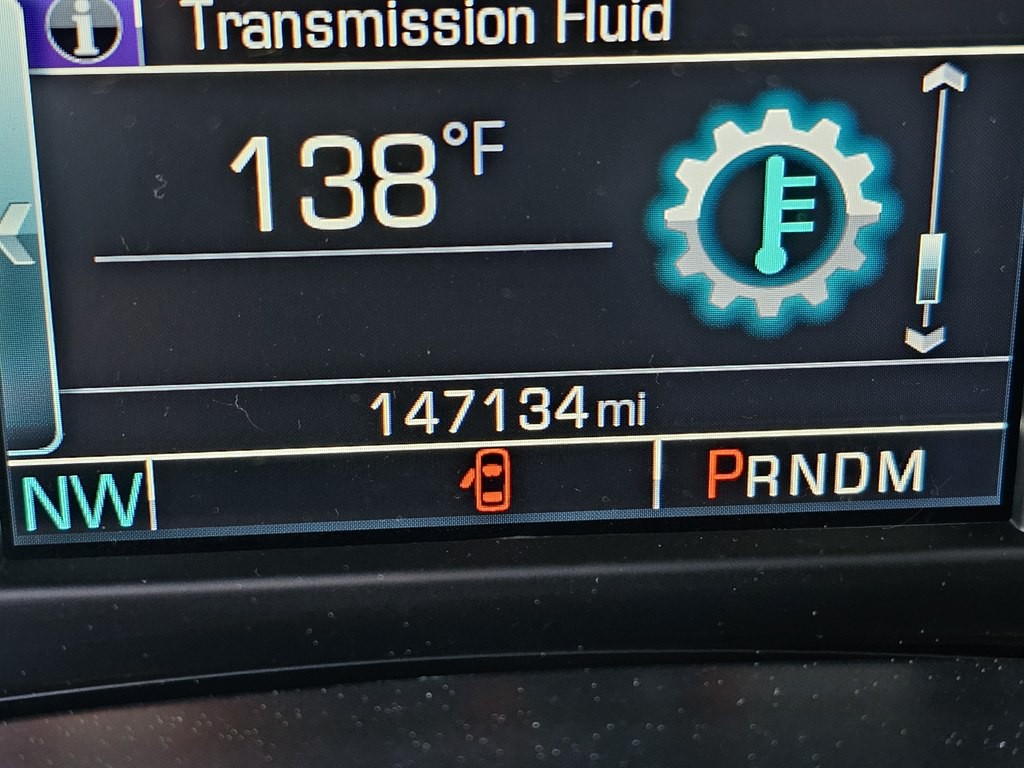 i Transmission Fluid
138°F
147134 mi
NW PRNDM